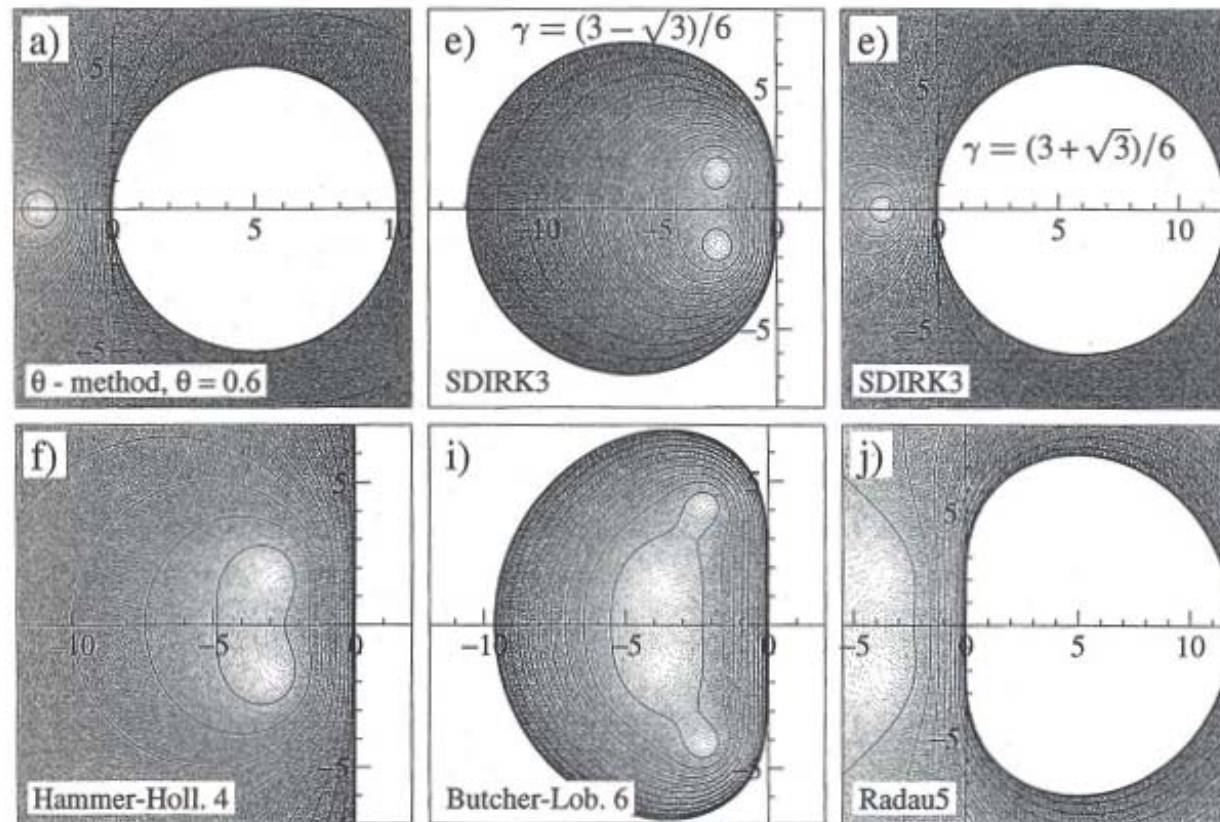 a)
5
0
5
10
-5
θ - method, θ = 0.6
e)
γ = (3 − √3)/6
5
-10
-5
0
-5
SDIRK3
e)
5
γ = (3 + √3)/6
0
5
10
-5
SDIRK3
f)
5
-10
-5
0
-5
Hammer-Holl. 4
i)
5
-10
-5
0
-5
Butcher-Lob. 6
j)
5
-5
0
5
10
-5
Radau5